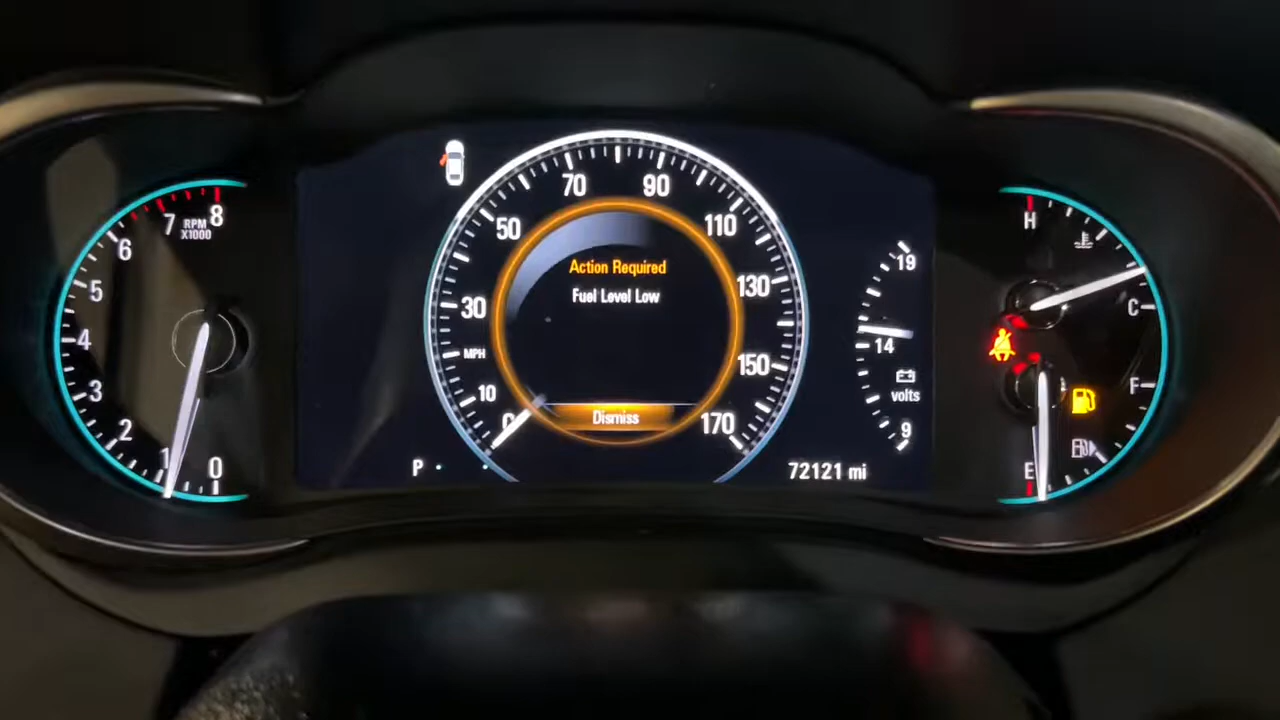 8
7
RPM
X1000
6
5
4
3
2
1
0
70
90
50
110
30
130
MPH
150
10
0
170
Action Required
Fuel Level Low
Dismiss
P
72121 mi
19
14
volts
9
H
C
F
E